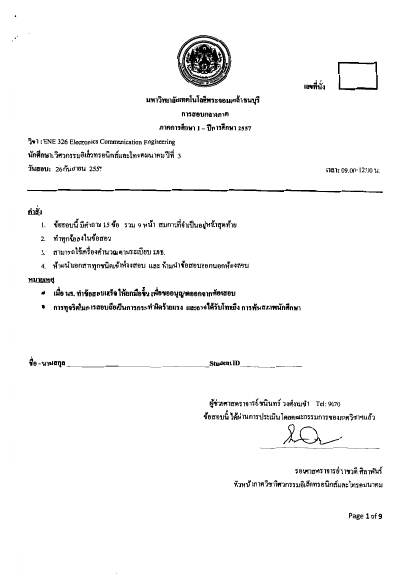 เลขที่นั่ง
มหาวิทยาลัยเทคโนโลยีพระจอมเกล้าธนบุรี
การสอบกลางภาค
ภาคการศึกษา 1 – ปีการศึกษา 2557
วิชา : ENE 326 Electronics Communication Engineering
นักศึกษา: วิศวกรรมอิเล็กทรอนิกส์และโทรคมนาคม ปีที่ 3
วันสอบ: 26 กันยายน 2557
เวลา: 09.00-12.00 น.
คำสั่ง
1. ข้อสอบนี้ มีคำถาม 15 ข้อ รวม 9 หน้า สมการที่จำเป็นอยู่หน้าสุดท้าย
2. ทำทุกข้อลงในข้อสอบ
3. สามารถใช้เครื่องคำนวณตามระเบียบ มจธ.
4. ห้ามนำเอกสารทุกชนิดเข้าห้องสอบ และ ห้ามนำข้อสอบออกนอกห้องสอบ
หมายเหตุ
เมื่อ นศ. ทำข้อสอบเสร็จ ให้ยกมือขึ้น เพื่อขออนุญาตออกจากห้องสอบ
การทุจริตในการสอบถือเป็นการกระทำผิดร้ายแรง และอาจได้รับโทษถึง การพ้นสภาพนักศึกษา
ชื่อ - นามสกุล Student ID
ผู้ช่วยศาสตราจารย์ Tel: 9070
ข้อสอบนี้ ได้ผ่านการประเมิน โดยคณะกรรมการของภาควิชาฯแล้ว
รองศาสตราจารย์ราชวดี ศิลาพันธ์
หัวหน้าภาควิชาวิศวกรรมอิเล็กทรอนิกส์และโทรคมนาคม
Page 1 of 9